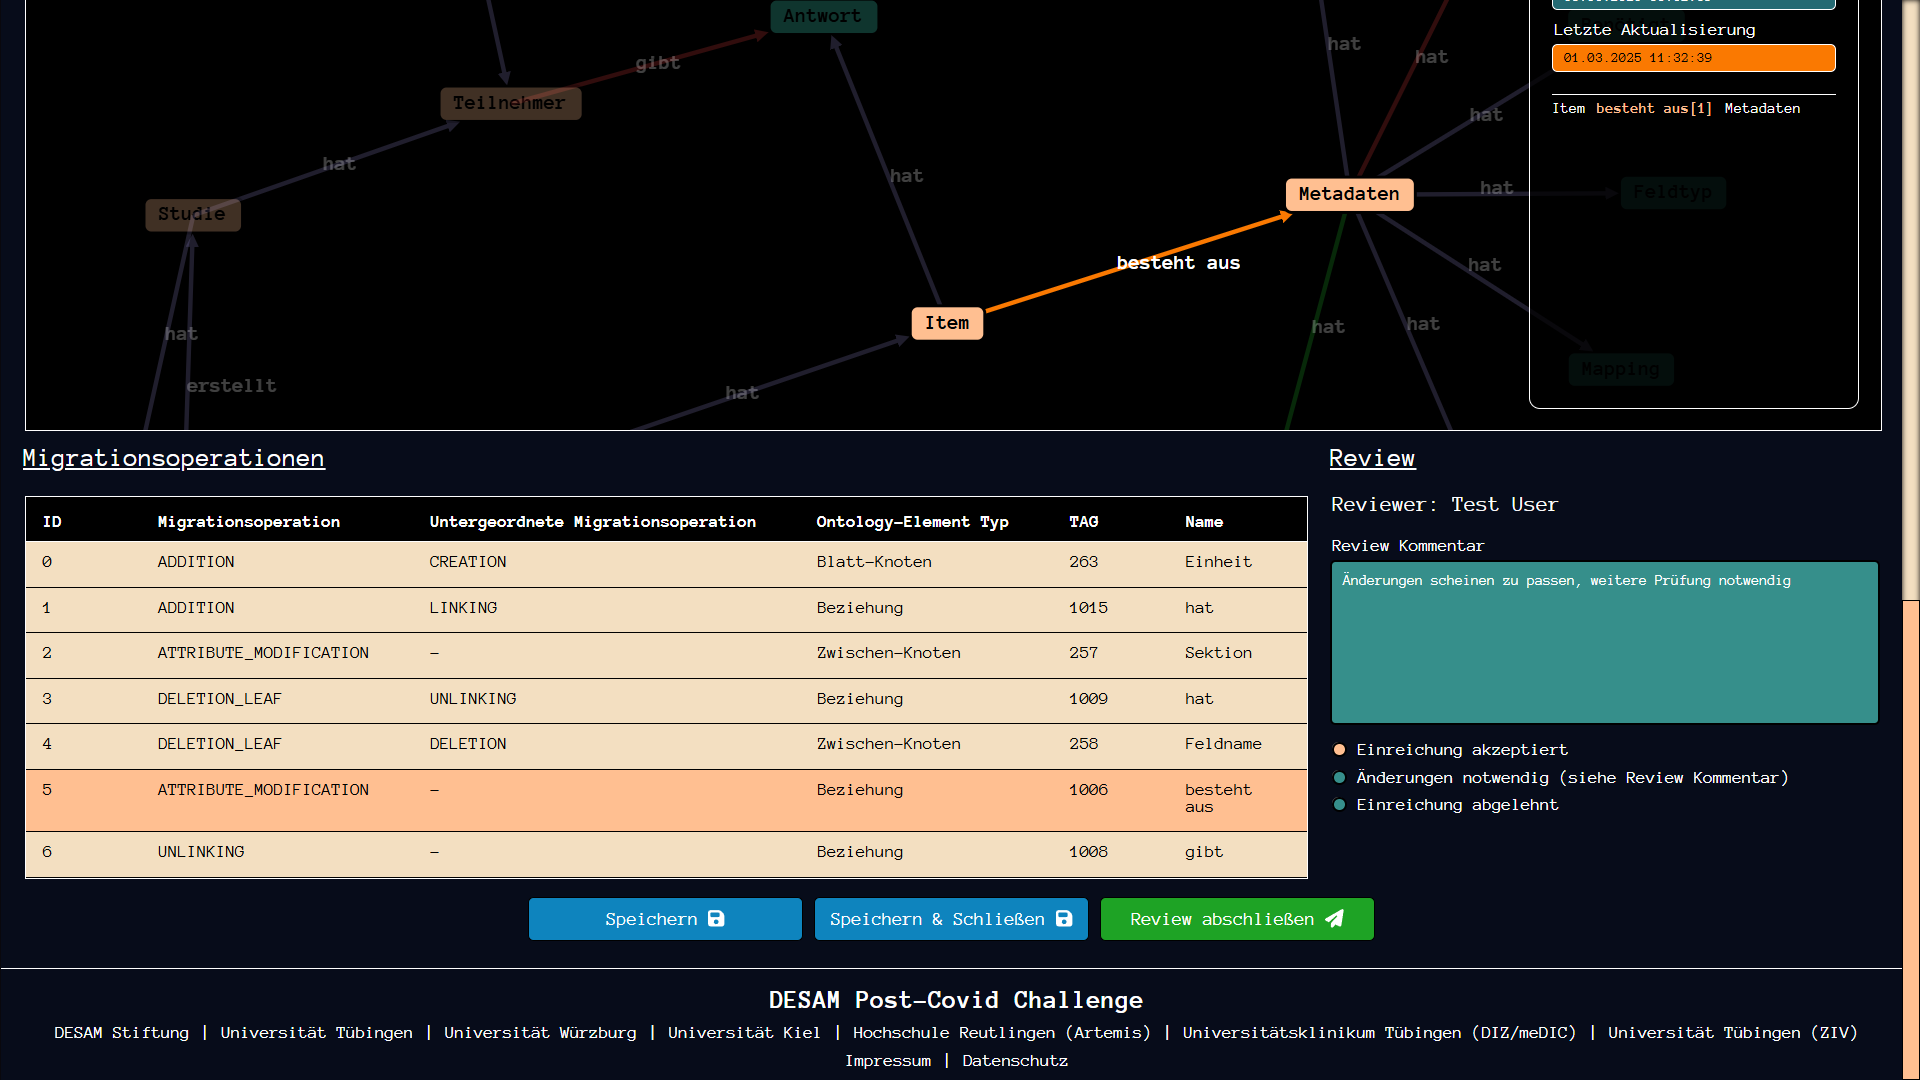 Antwort
Letzte Aktualisierung
01.03.2025 11:32:39
Item besteht aus[1] Metadaten
hat
hat
gibt
Teilnehmer
hat
hat
hat
Metadaten
hat
Feldtyp
Studie
besteht aus
hat
Item
hat
hat
hat
Mapping
erstellt
hat
Migrationsoperationen
ID Migrationsoperation Untergeordnete Migrationsoperation Ontology-Element Typ TAG Name
0 ADDITION CREATION Blatt-Knoten 263 Einheit
1 ADDITION LINKING Beziehung 1015 hat
2 ATTRIBUTE_MODIFICATION - Zwischen-Knoten 257 Sektion
3 DELETION_LEAF UNLINKING Beziehung 1009 hat
4 DELETION_LEAF DELETION Zwischen-Knoten 258 Feldname
5 ATTRIBUTE_MODIFICATION - Beziehung 1006 besteht
aus
6 UNLINKING - Beziehung 1008 gibt
Review
Reviewer: Test User
Review Kommentar
Änderungen scheinen zu passen, weitere Prüfung notwendig
Einreichung akzeptiert
Änderungen notwendig (siehe Review Kommentar)
Einreichung abgelehnt
Speichern
Speichern & Schließen
Review abschließen
DESAM Post-Covid Challenge
DESAM Stiftung | Universität Tübingen | Universität Würzburg | Universität Kiel | Hochschule Reutlingen (Artemis) | Universitätsklinikum Tübingen (DIZ/meDIC) | Universität Tübingen (ZIV)
Impressum | Datenschutz